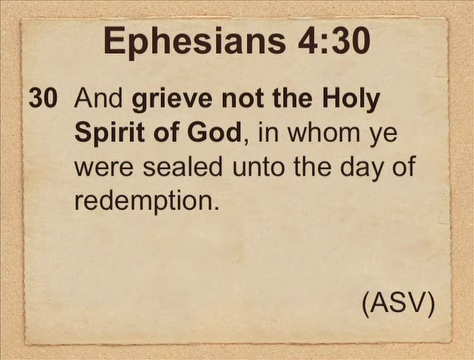 Ephesians 4:30
30 And grieve not the Holy
Spirit of God, in whom ye
were sealed unto the day of
redemption.
(ASV)